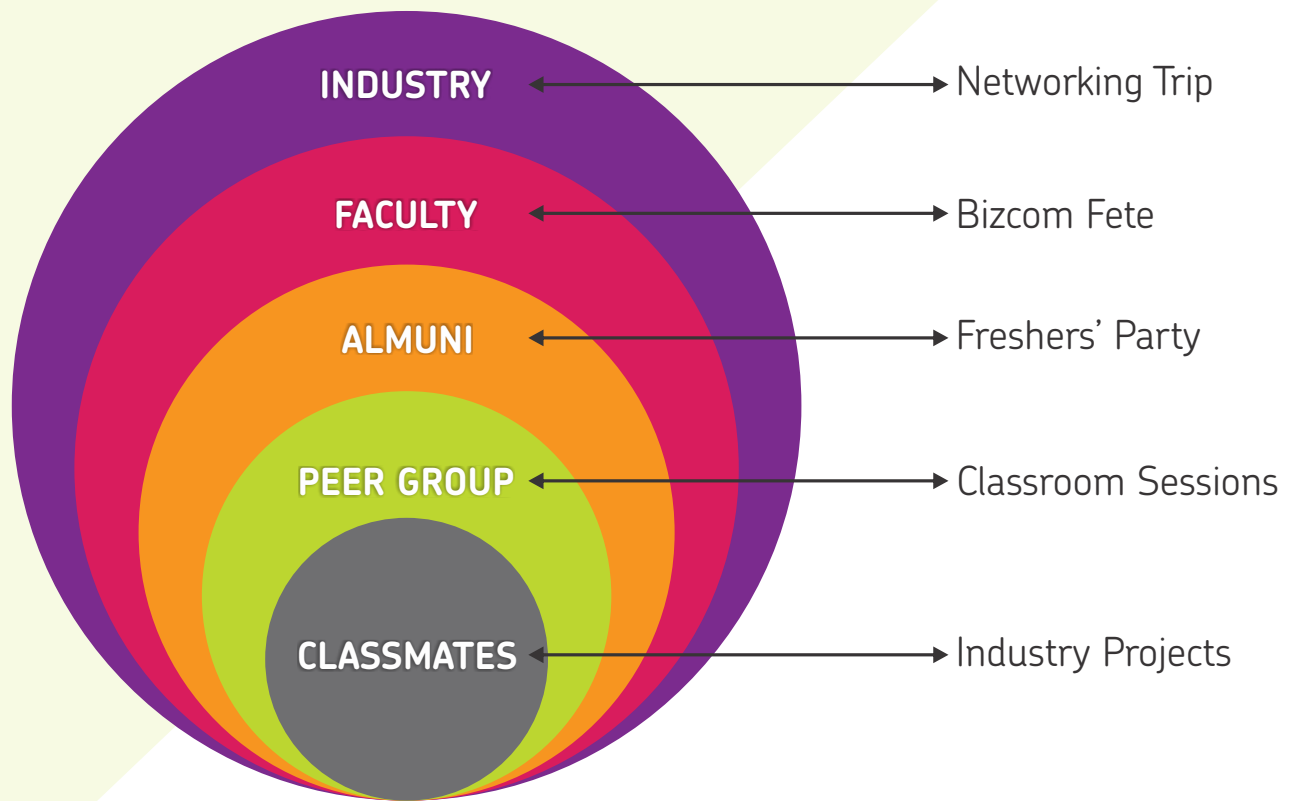 INDUSTRY Networking Trip
FACULTY Bizcom Fete
ALMUNI Freshers’ Party
PEER GROUP Classroom Sessions
CLASSMATES Industry Projects